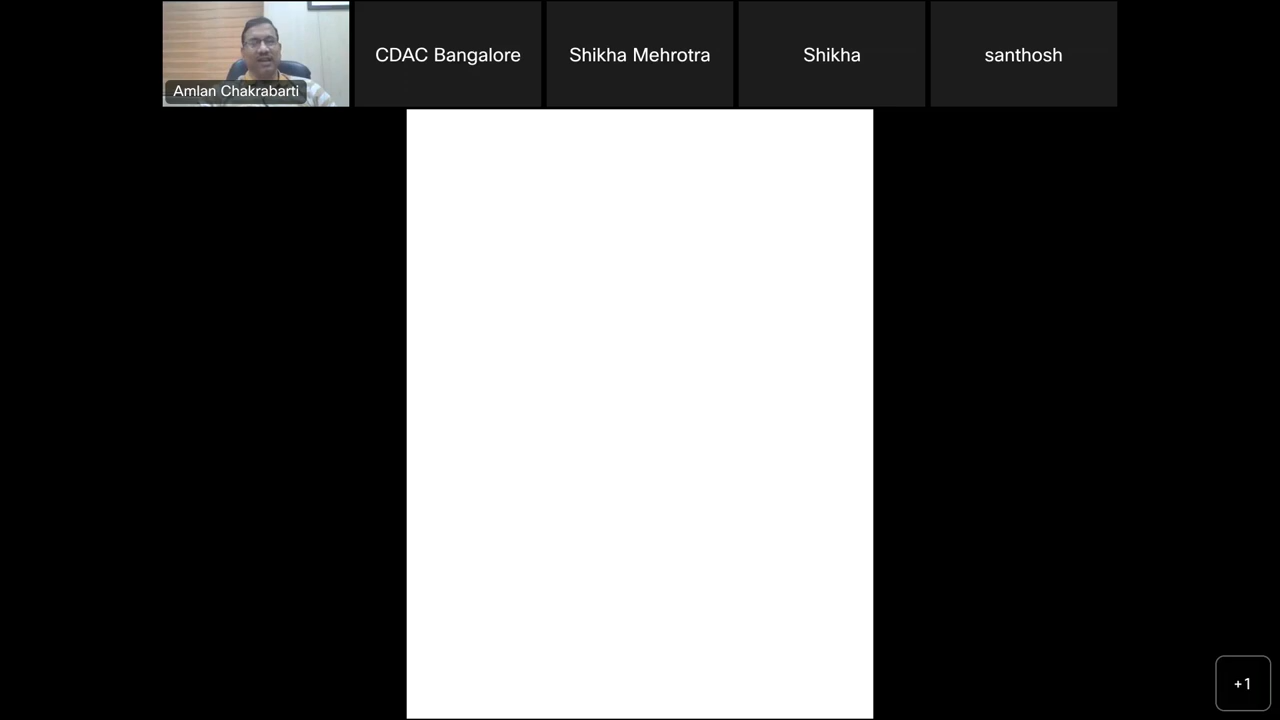 Amlan Chakrabarti
CDAC Bangalore
Shikha Mehrotra
Shikha
santhosh
+1